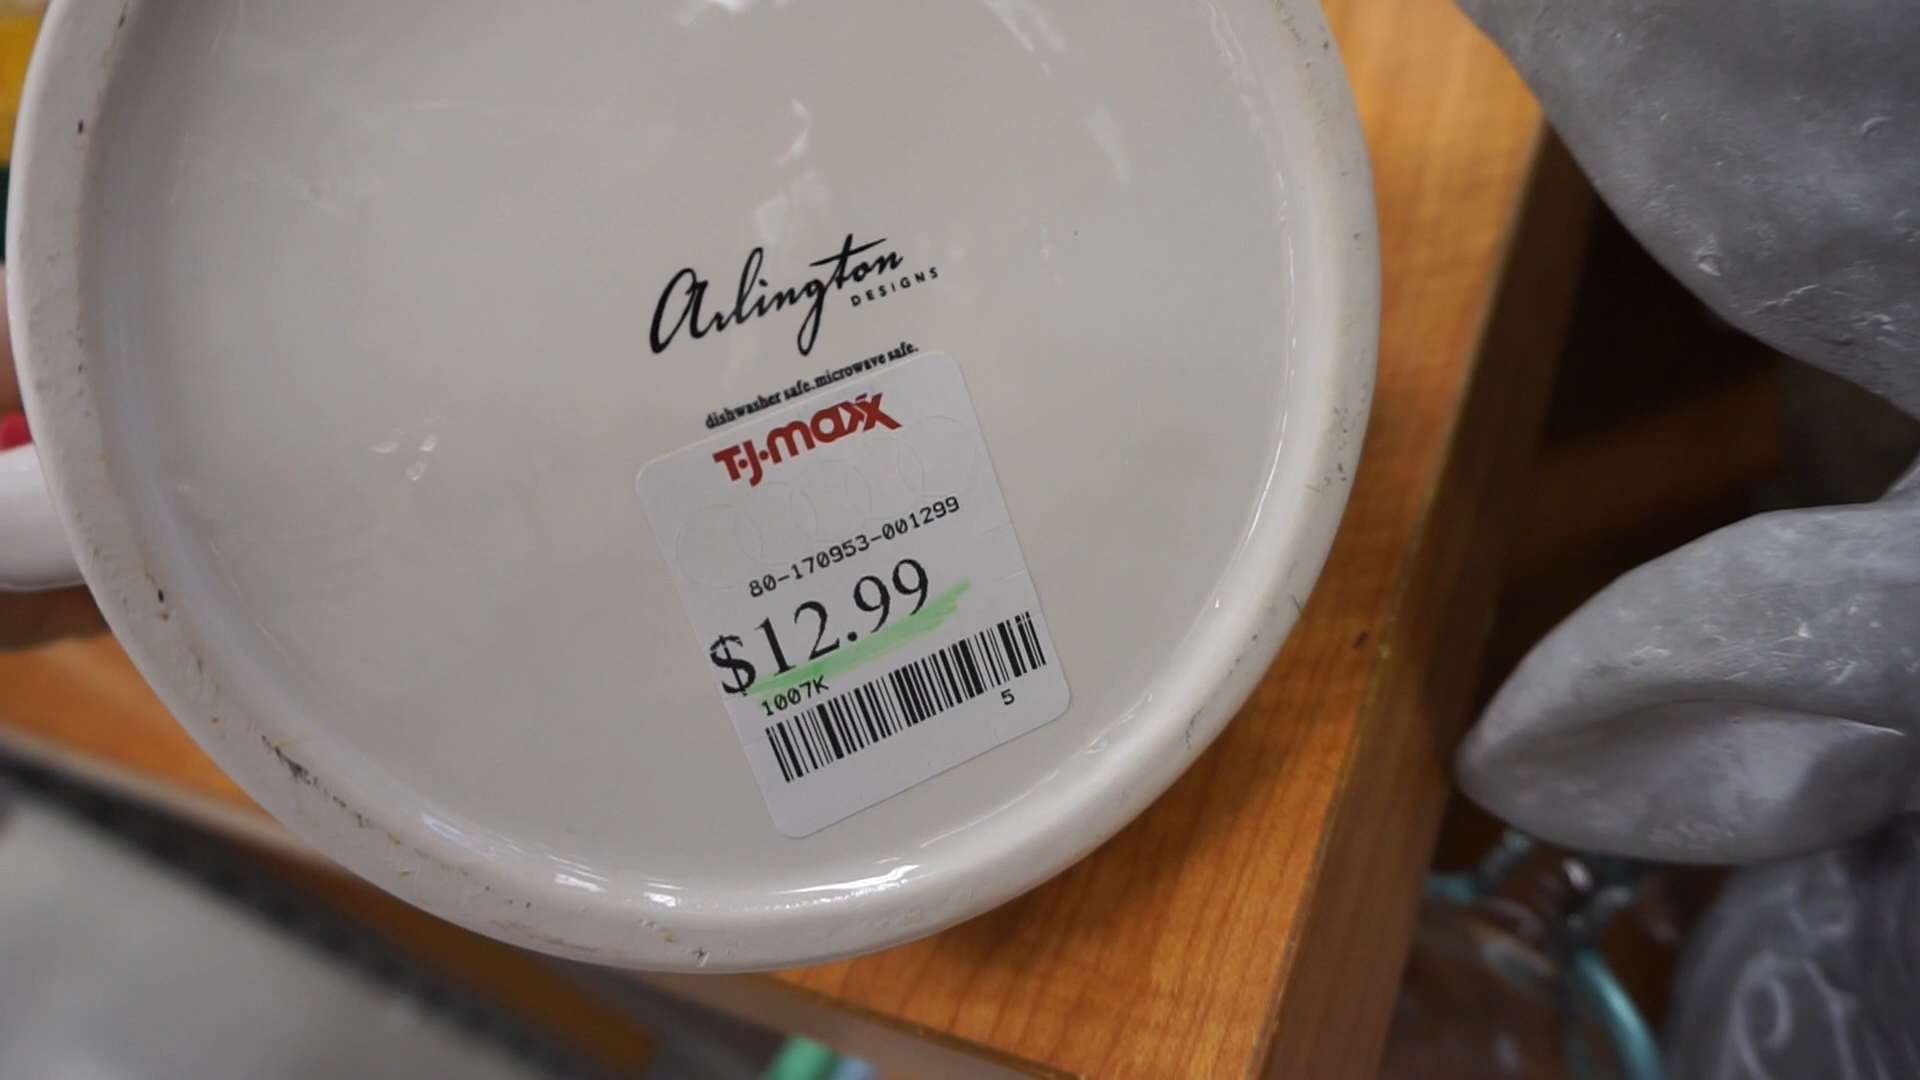 Arlington
DESIGNS
dishwasher safe. microwave safe.
T·J·maxx
80-170953-001299
$12.99
1007K
5